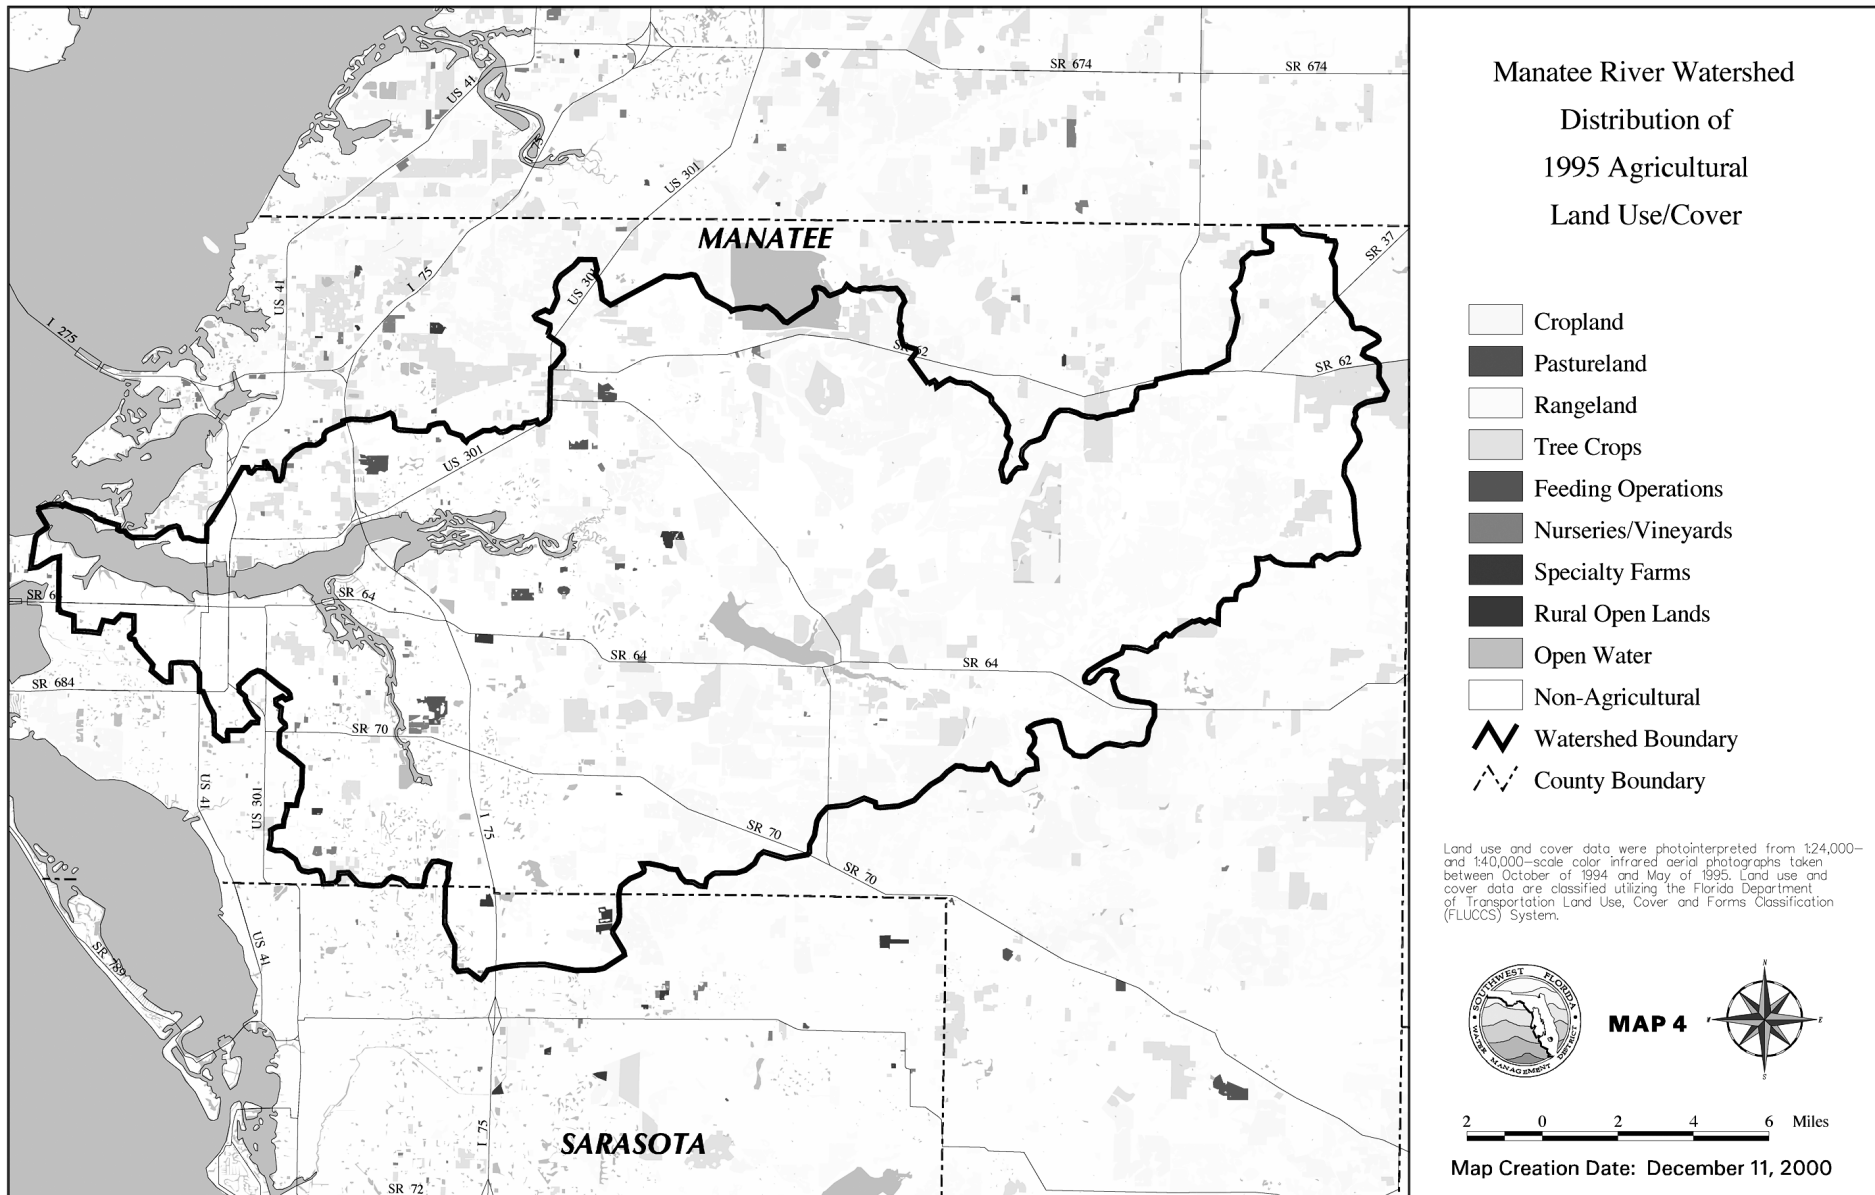 SR 674
SR 674
US 41
I 75
US 301
MANATEE
SR 37
I 75
US 41
US 301
I 275
SR 62
SR 62
US 301
SR 6
SR 64
SR 64
SR 64
SR 684
SR 70
US 41
US 301
I 75
SR 70
SR 70
US 41
SR 789
I 75
SARASOTA
SR 72
Manatee River Watershed
Distribution of
1995 Agricultural
Land Use/Cover
Cropland
Pastureland
Rangeland
Tree Crops
Feeding Operations
Nurseries/Vineyards
Specialty Farms
Rural Open Lands
Open Water
Non-Agricultural
Watershed Boundary
County Boundary
Land use and cover data were photointerpreted from 1:24,000-
and 1:40,000-scale color infrared aerial photographs taken
between October of 1994 and May of 1995. Land use and
cover data are classified utilizing the Florida Department
of Transportation Land Use, Cover and Forms Classification
(FLUCCS) System.
SOUTHWEST FLORIDA
WATER MANAGEMENT DISTRICT
MAP 4
N
W
E
S
2 0 2 4 6 Miles
Map Creation Date: December 11, 2000